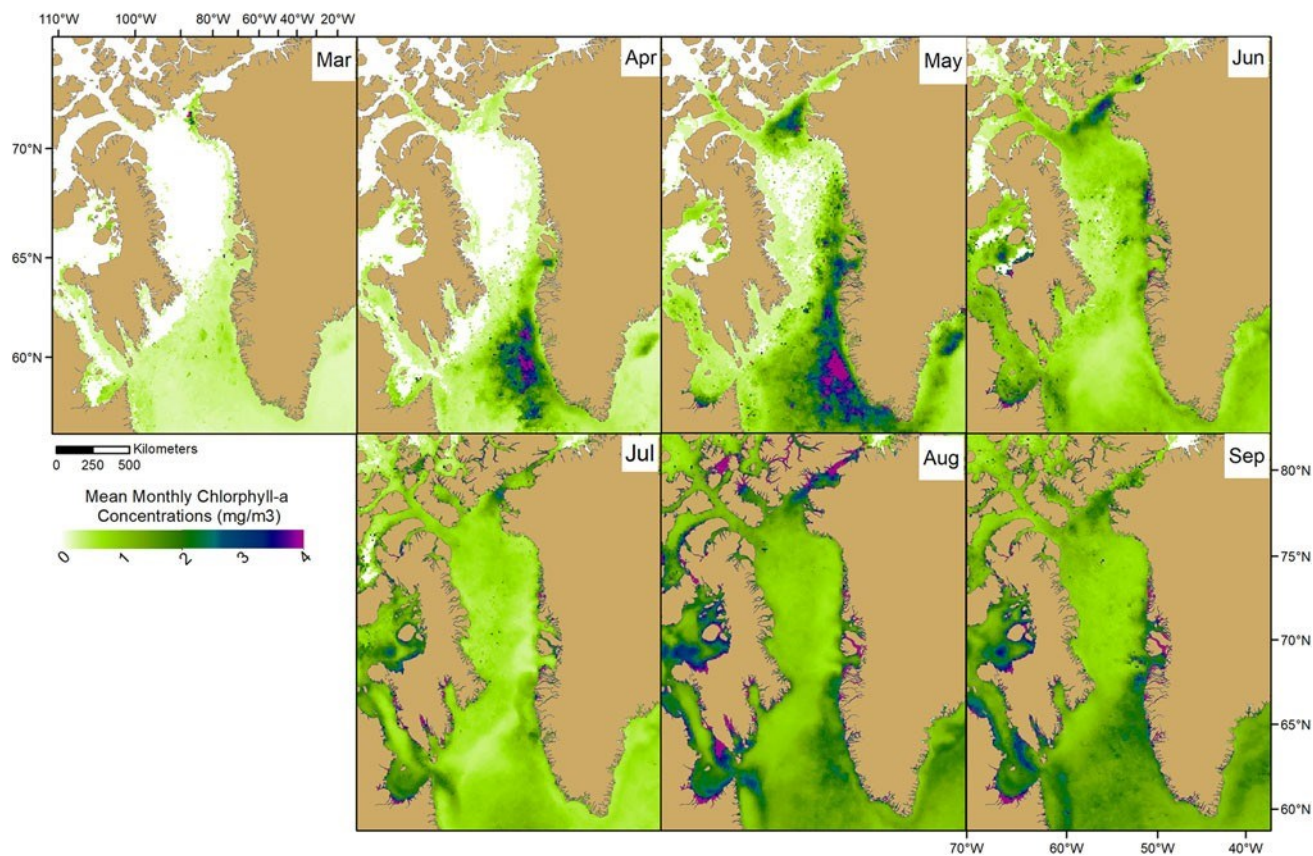 110°W 100°W 80°W 60°W 40°W 20°W
Mar
Apr
May
Jun
70°N
65°N
60°N
Kilometers
0 250 500
Mean Monthly Chlorphyll-a
Concentrations (mg/m3)
0 1 2 3 4
Jul
Aug
Sep
80°N
75°N
70°N
65°N
60°N
70°W 60°W 50°W 40°W